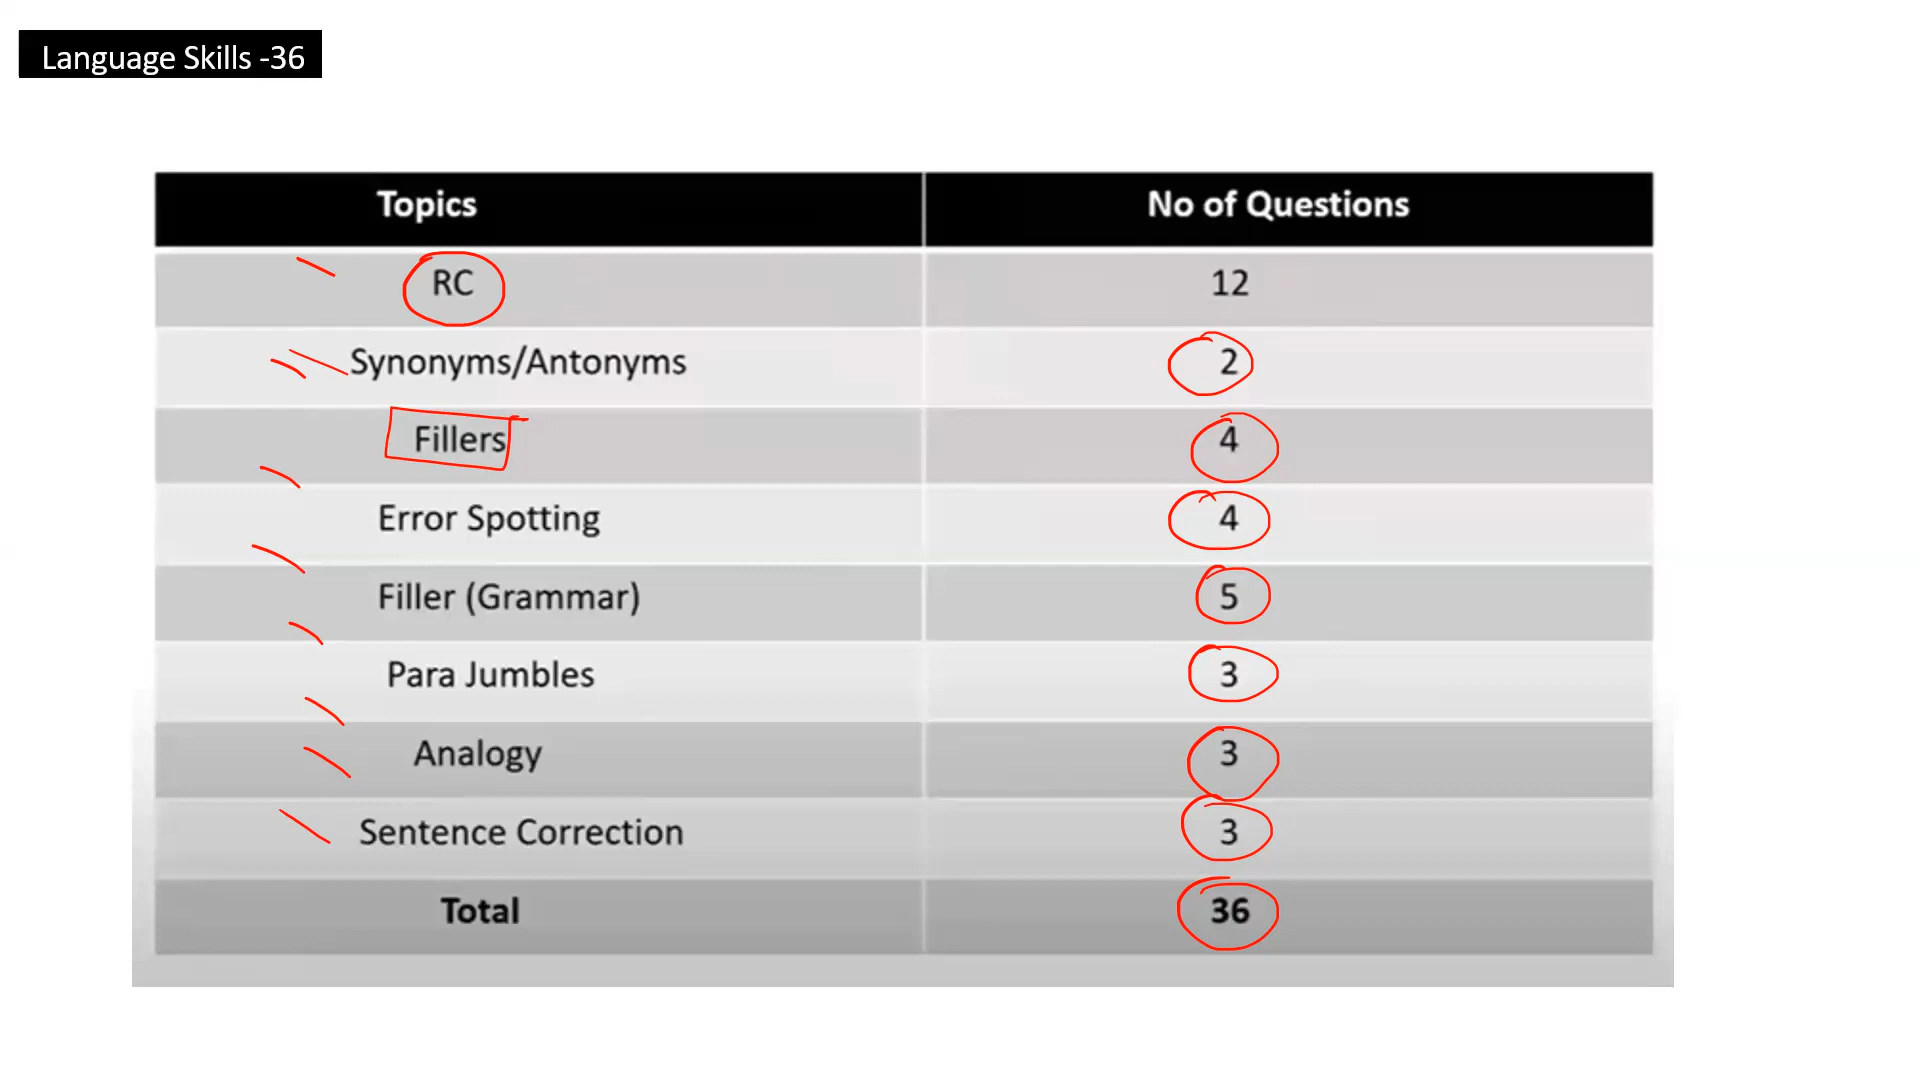 Language Skills -36
Topics No of Questions
RC 12
Synonyms/Antonyms 2
Fillers 4
Error Spotting 4
Filler (Grammar) 5
Para Jumbles 3
Analogy 3
Sentence Correction 3
Total 36